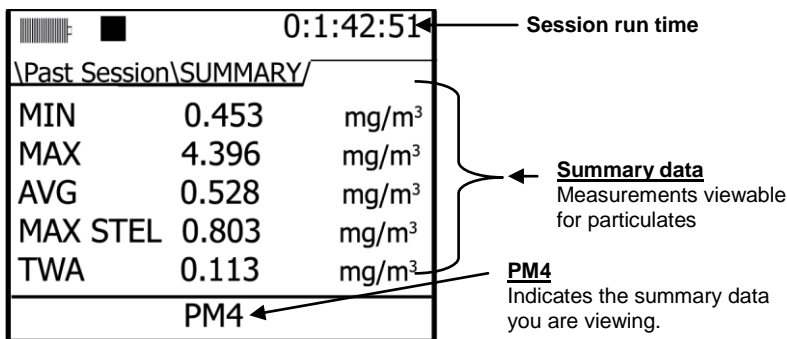 0:1:42:51
Session run time
\Past Session\SUMMARY/
MIN 0.453 mg/m³
MAX 4.396 mg/m³
AVG 0.528 mg/m³
MAX STEL 0.803 mg/m³
TWA 0.113 mg/m³
PM4
Summary data
Measurements viewable
for particulates
PM4
Indicates the summary data
you are viewing.